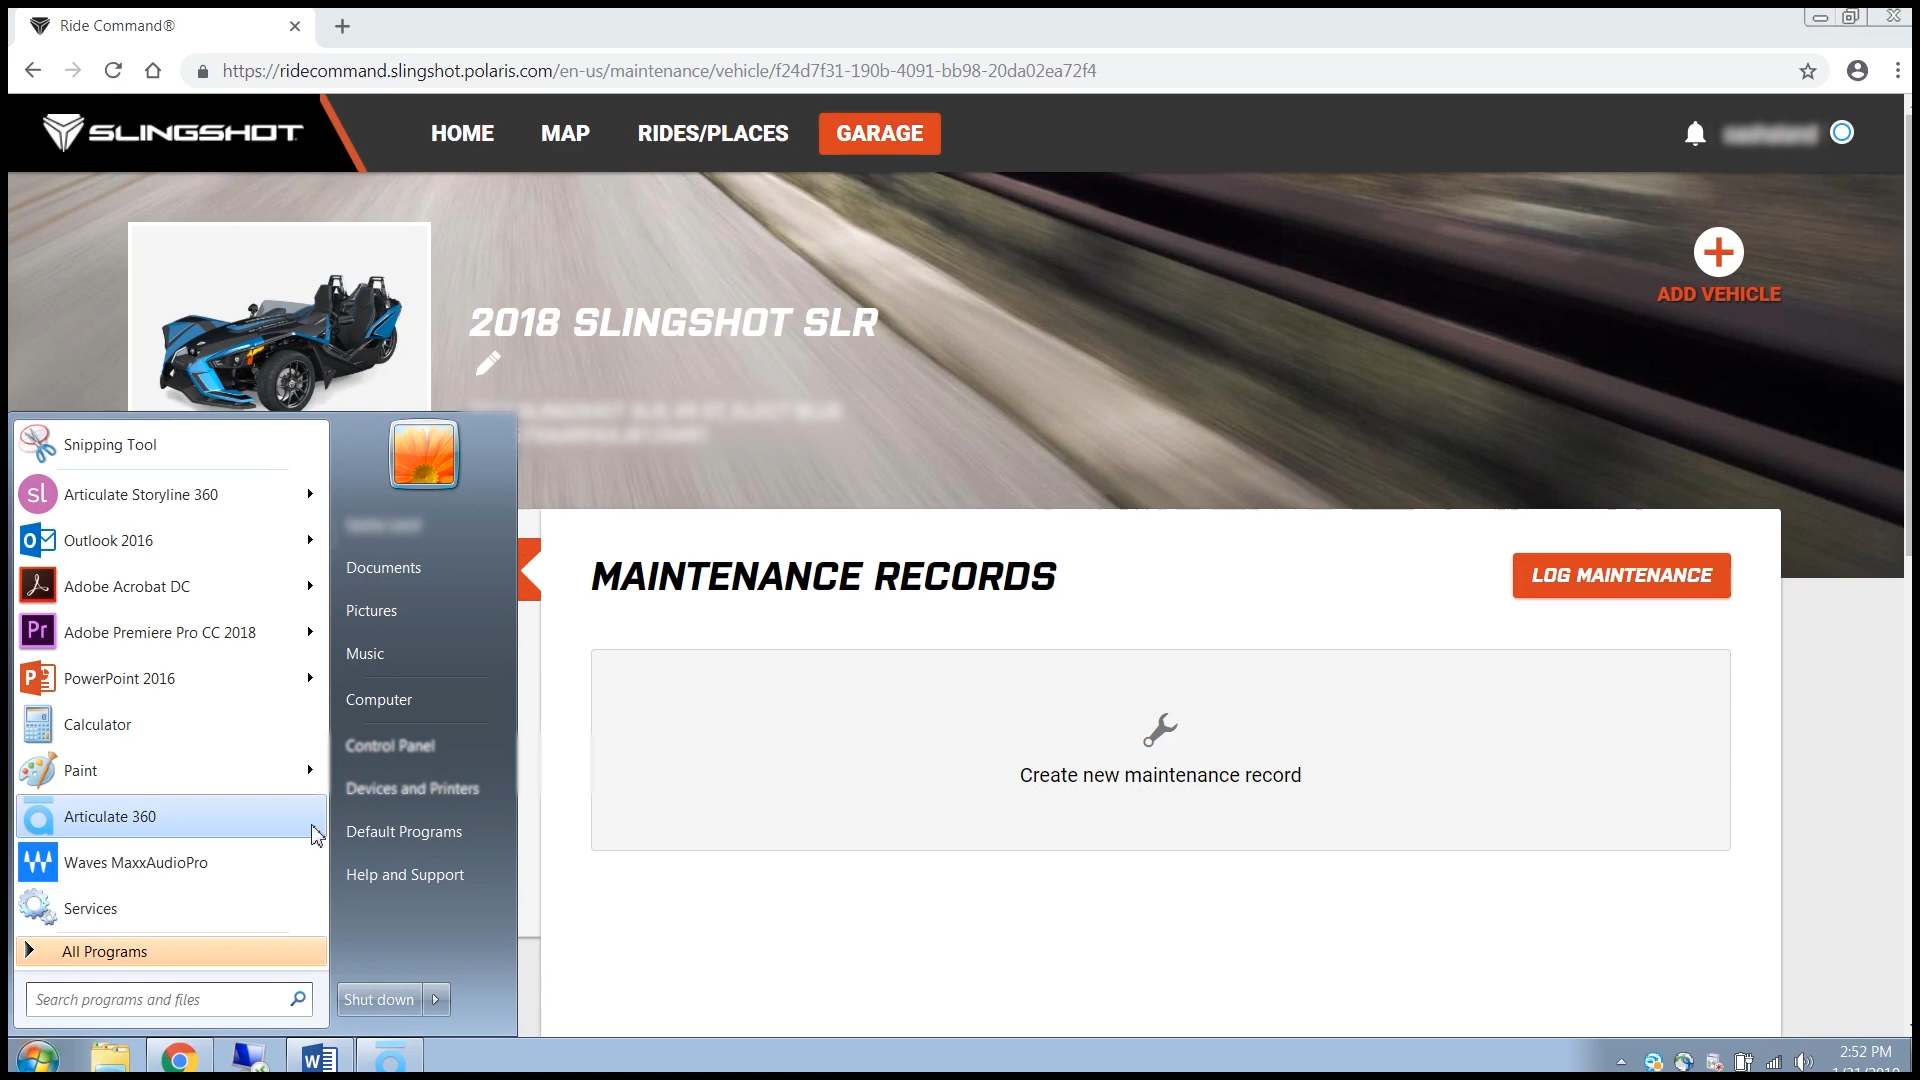 Ride Command®
https://ridecommand.slingshot.polaris.com/en-us/maintenance/vehicle/f24d7f31-190b-4091-bb98-20da02ea72f4
SLINGSHOT
HOME MAP RIDES/PLACES GARAGE
ADD VEHICLE
2018 SLINGSHOT SLR
Snipping Tool
sl Articulate Storyline 360
Outlook 2016
Adobe Acrobat DC
Pr Adobe Premiere Pro CC 2018
PowerPoint 2016
Calculator
Paint
Articulate 360
Waves MaxxAudioPro
Services
All Programs
Search programs and files
Documents
Pictures
Music
Computer
Control Panel
Devices and Printers
Default Programs
Help and Support
Shut down
MAINTENANCE RECORDS
LOG MAINTENANCE
Create new maintenance record
2:52 PM